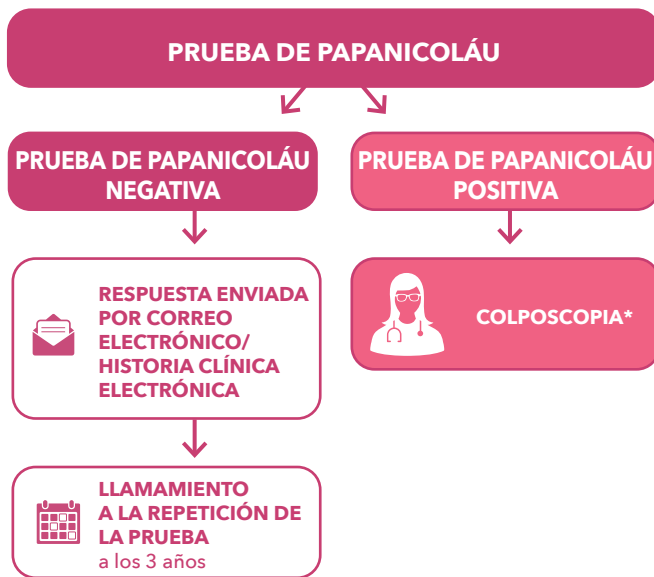 PRUEBA DE PAPANICOLÁU
PRUEBA DE PAPANICOLÁU
NEGATIVA
PRUEBA DE PAPANICOLÁU
POSITIVA
RESPUESTA ENVIADA
POR CORREO
ELECTRÓNICO/
HISTORIA CLÍNICA
ELECTRÓNICA
COLPOSCOPIA*
LLAMAMIENTO
A LA REPETICIÓN DE
LA PRUEBA
a los 3 años